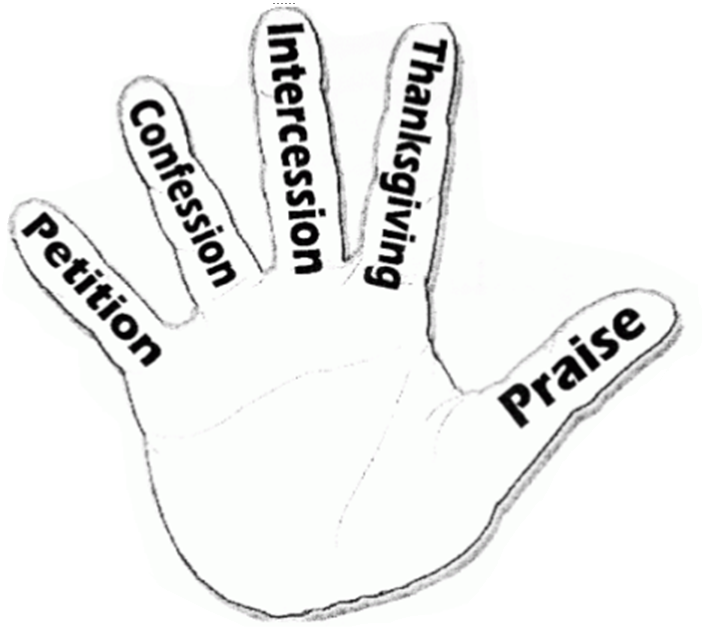 Petition
Confession
Intercession
Thanksgiving
Praise